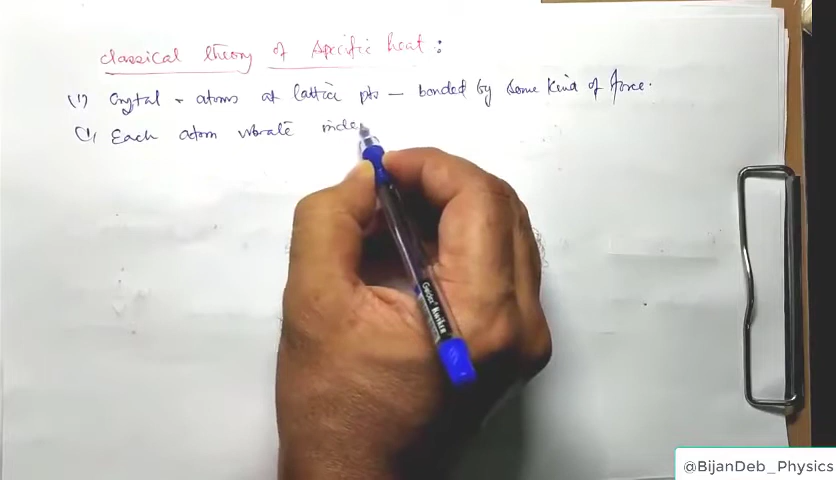 classical theory of specific heat :
(1) Crystal - atoms at lattice pts — bonded by some kind of force.
(1) Each atom vibrate inde
@BijanDeb_Physics